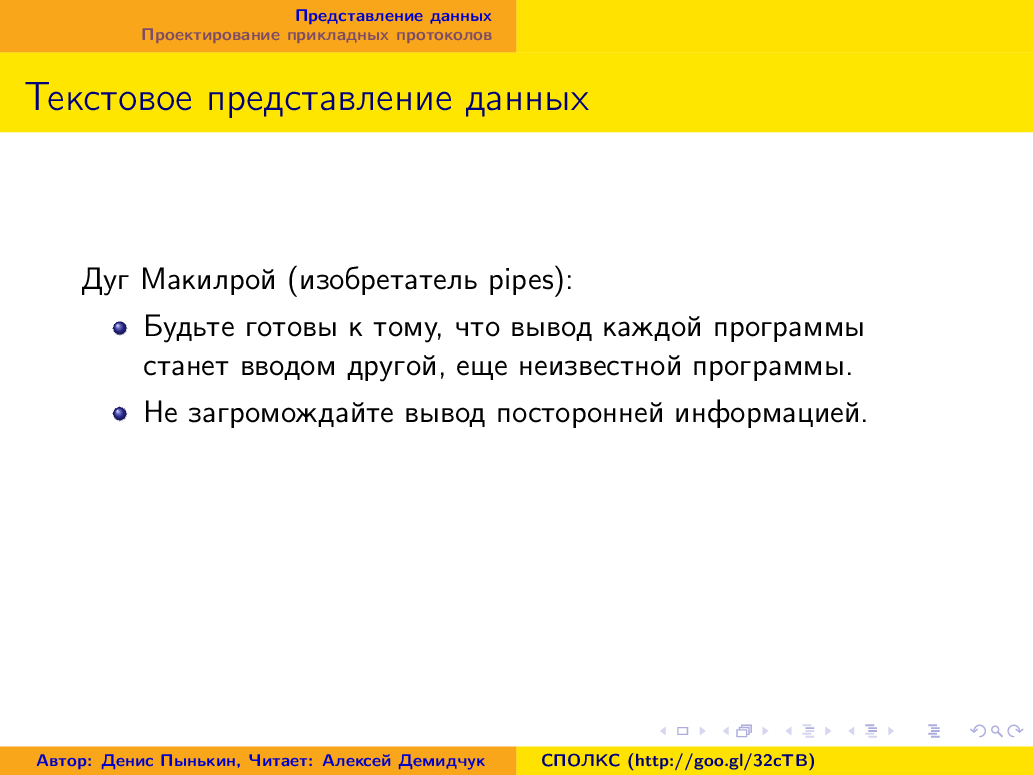 Представление данных
Проектирование прикладных протоколов
Текстовое представление данных
Дуг Макилрой (изобретатель pipes):
Будьте готовы к тому, что вывод каждой программы
станет вводом другой, еще неизвестной программы.
Не загромождайте вывод посторонней информацией.
Автор: Денис Пынькин, Читает: Алексей Демидчук
СПОЛКС (http://goo.gl/32cTB)